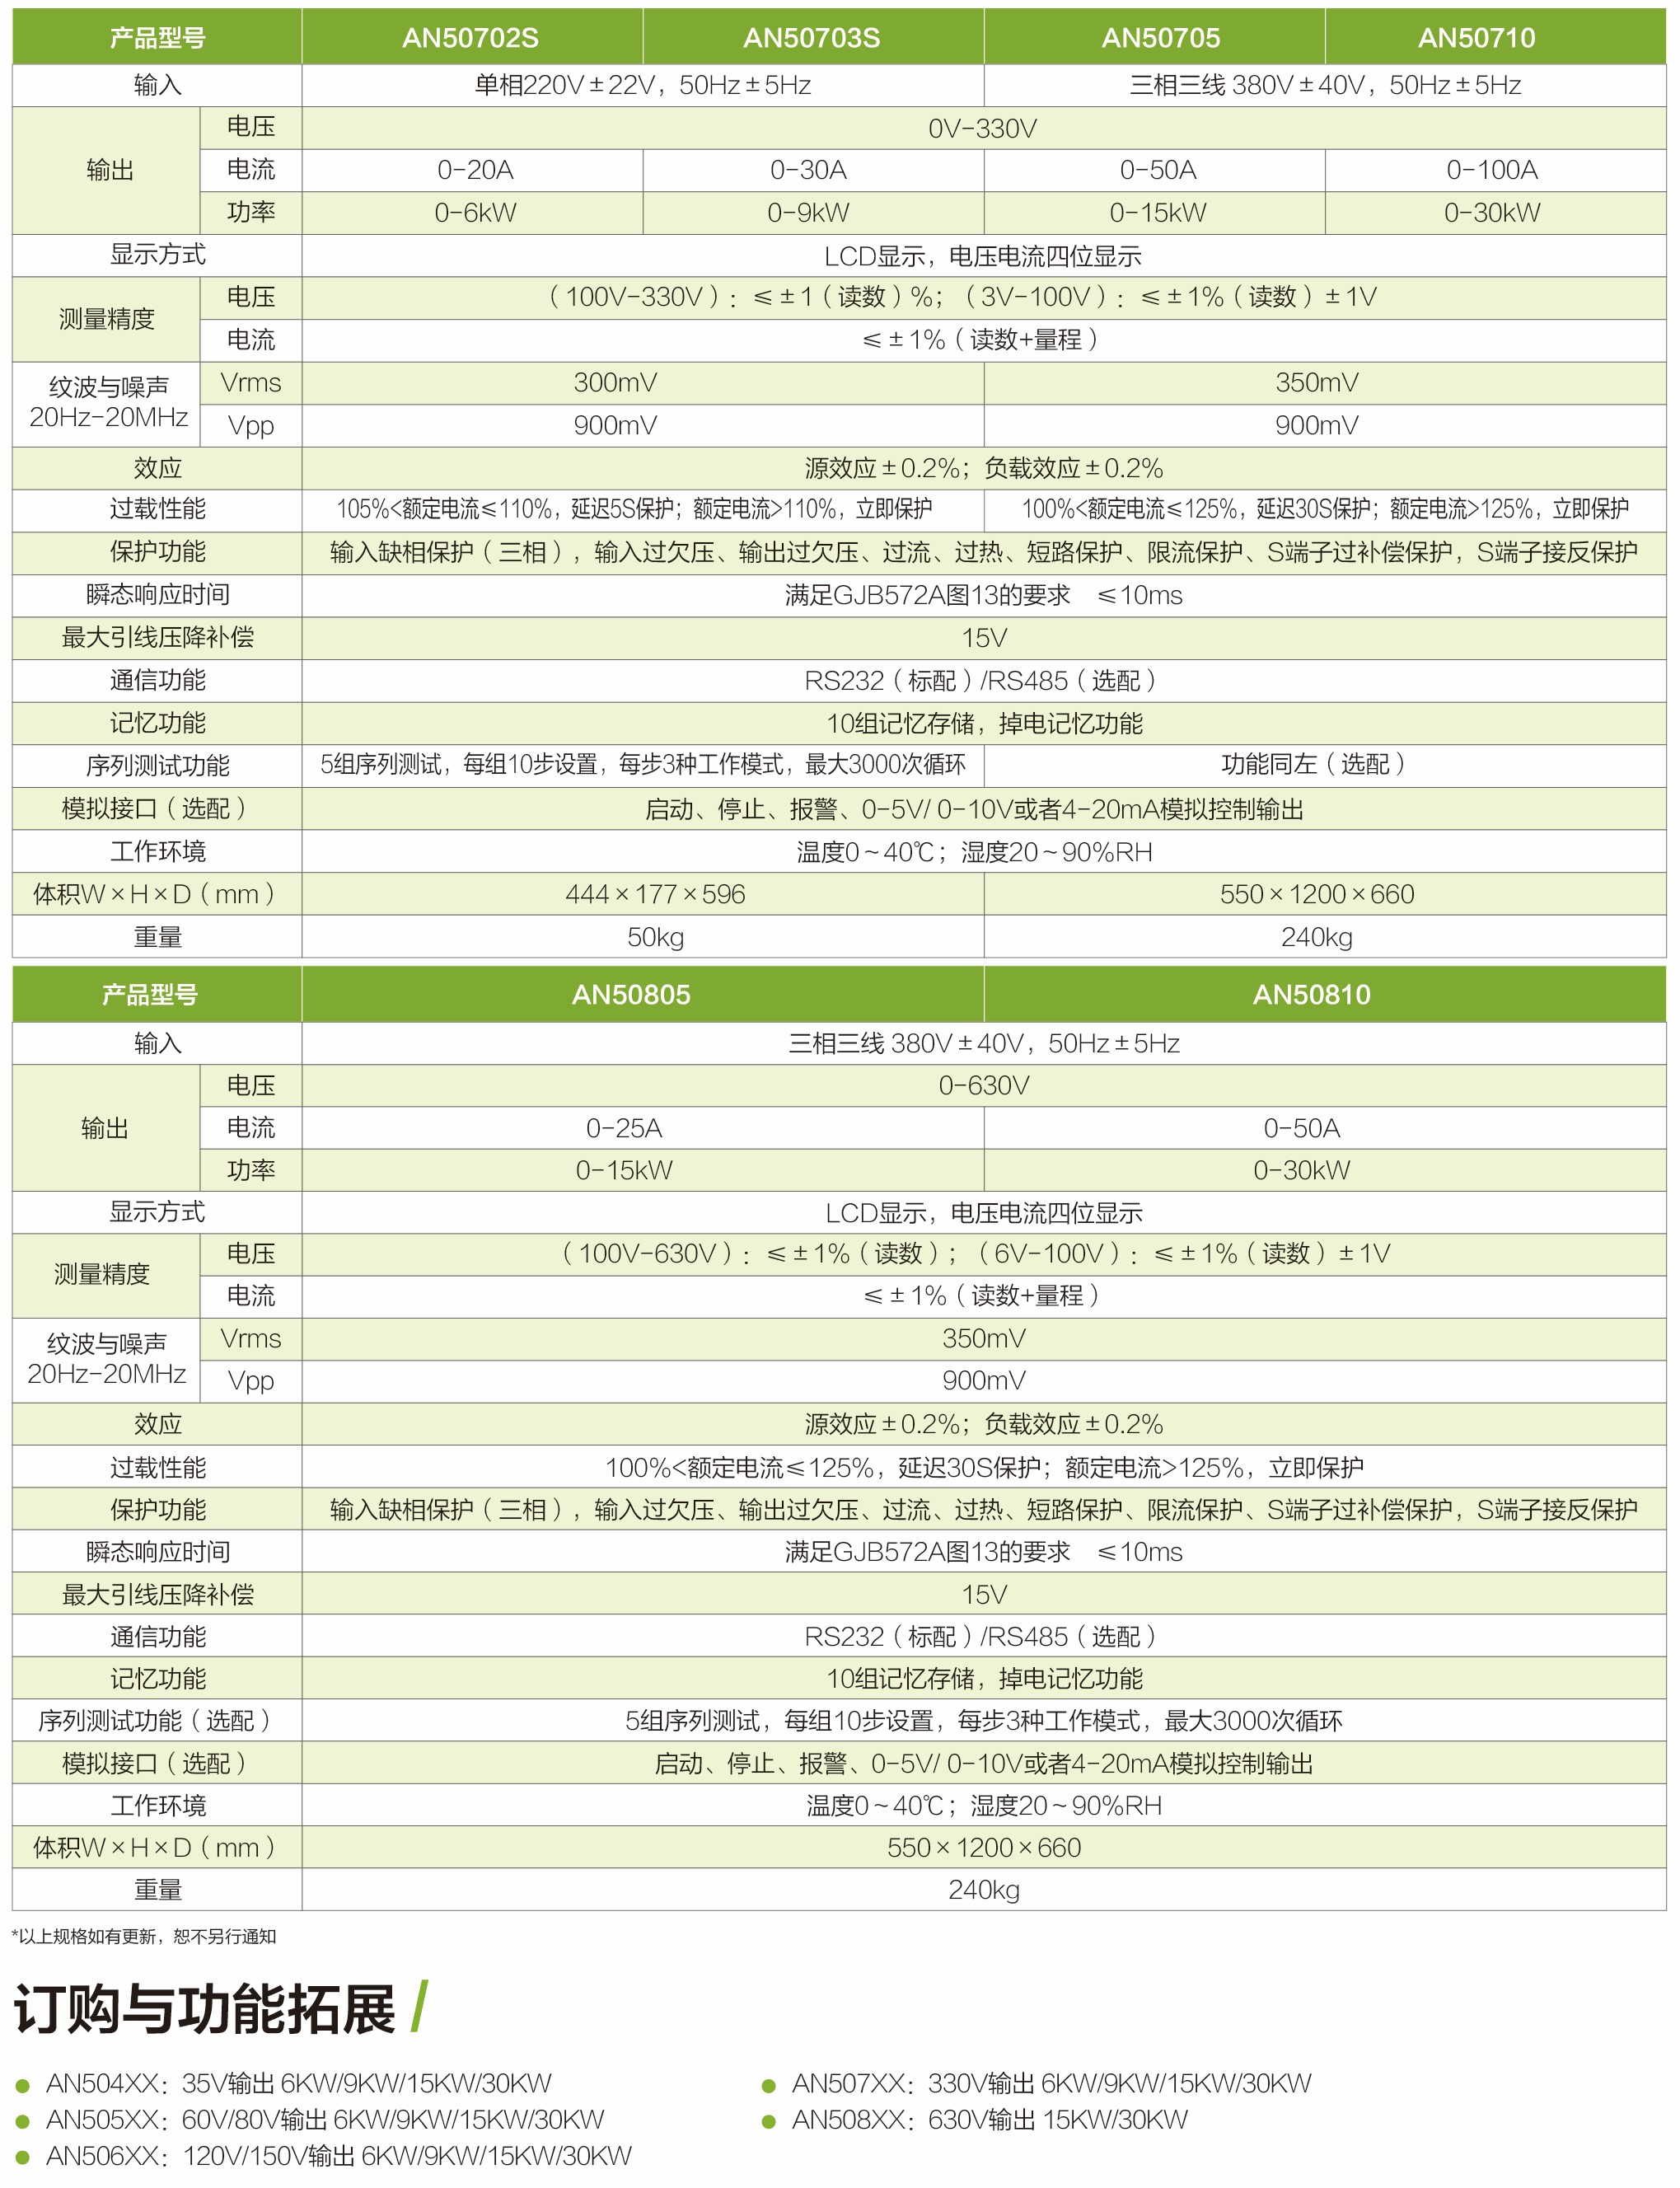 产品型号 AN50702S AN50703S AN50705 AN50710
输入 单相220V±22V，50Hz±5Hz 三相三线 380V±40V，50Hz±5Hz
输出 电压 0V-330V
电流 0-20A 0-30A 0-50A 0-100A
功率 0-6kW 0-9kW 0-15kW 0-30kW
显示方式 LCD显示，电压电流四位显示
测量精度 电压 （100V-330V）：≤±1（读数）%；（3V-100V）：≤±1%（读数）±1V
电流 ≤±1%（读数+量程）
纹波与噪声
20Hz-20MHz
Vrms 300mV 350mV
Vpp 900mV 900mV
效应 源效应±0.2%；负载效应±0.2%
过载性能 105%<额定电流≤110%，延迟5S保护；额定电流>110%，立即保护 100%<额定电流≤125%，延迟30S保护；额定电流>125%，立即保护
保护功能 输入缺相保护（三相），输入过欠压、输出过欠压、过流、过热、短路保护、限流保护、S端子过补偿保护，S端子接反保护
瞬态响应时间 满足GJB572A图13的要求 ≤10ms
最大引线压降补偿 15V
通信功能 RS232（标配）/RS485（选配）
记忆功能 10组记忆存储，掉电记忆功能
序列测试功能 5组序列测试，每组10步设置，每步3种工作模式，最大3000次循环 功能同左（选配）
模拟接口（选配） 启动、停止、报警、0-5V/ 0-10V或者4-20mA模拟控制输出
工作环境 温度0～40℃；湿度20～90%RH
体积W×H×D（mm） 444×177×596 550×1200×660
重量 50kg 240kg
产品型号 AN50805 AN50810
输入 三相三线 380V±40V，50Hz±5Hz
输出 电压 0-630V
电流 0-25A 0-50A
功率 0-15kW 0-30kW
显示方式 LCD显示，电压电流四位显示
测量精度 电压 （100V-630V）：≤±1%（读数）；（6V-100V）：≤±1%（读数）±1V
电流 ≤±1%（读数+量程）
纹波与噪声
20Hz-20MHz
Vrms 350mV
Vpp 900mV
效应 源效应±0.2%；负载效应±0.2%
过载性能 100%<额定电流≤125%，延迟30S保护；额定电流>125%，立即保护
保护功能 输入缺相保护（三相），输入过欠压、输出过欠压、过流、过热、短路保护、限流保护、S端子过补偿保护，S端子接反保护
瞬态响应时间 满足GJB572A图13的要求 ≤10ms
最大引线压降补偿 15V
通信功能 RS232（标配）/RS485（选配）
记忆功能 10组记忆存储，掉电记忆功能
序列测试功能（选配） 5组序列测试，每组10步设置，每步3种工作模式，最大3000次循环
模拟接口（选配） 启动、停止、报警、0-5V/ 0-10V或者4-20mA模拟控制输出
工作环境 温度0～40℃；湿度20～90%RH
体积W×H×D（mm） 550×1200×660
重量 240kg
*以上规格如有更新，恕不另行通知
订购与功能拓展 /
AN504XX：35V输出 6KW/9KW/15KW/30KW
AN505XX：60V/80V输出 6KW/9KW/15KW/30KW
AN506XX：120V/150V输出 6KW/9KW/15KW/30KW
AN507XX：330V输出 6KW/9KW/15KW/30KW
AN508XX：630V输出 15KW/30KW